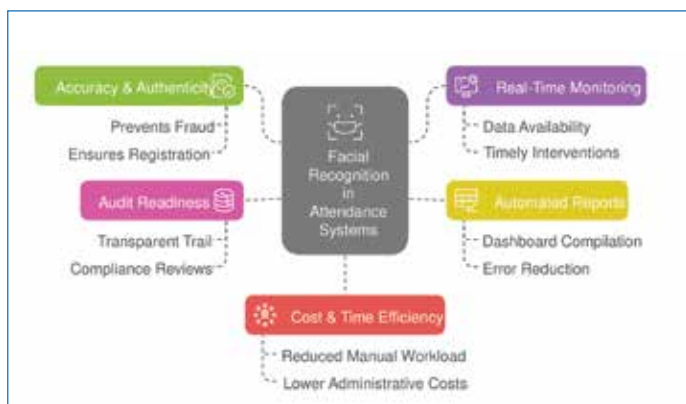 Accuracy & Authenticity
Prevents Fraud
Ensures Registration
Audit Readiness
Transparent Trail
Compliance Reviews
Facial
Recognition
in
Attendance
Systems
Real-Time Monitoring
Data Availability
Timely Interventions
Automated Reports
Dashboard Compilation
Error Reduction
Cost & Time Efficiency
Reduced Manual Workload
Lower Administrative Costs